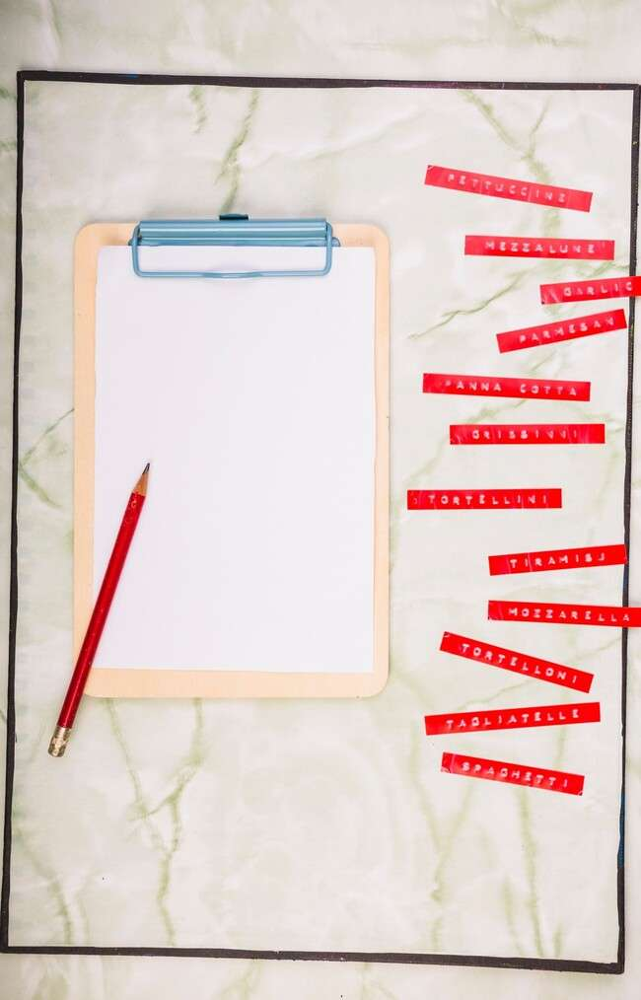 FETTUCCINE
MEZZALUNE
GARLIC
PARMESAN
PANNA COTTA
GRISSINI
TORTELLINI
TIRAMISU
MOZZARELLA
TORTELLONI
TAGLIATELLE
SPAGHETTI